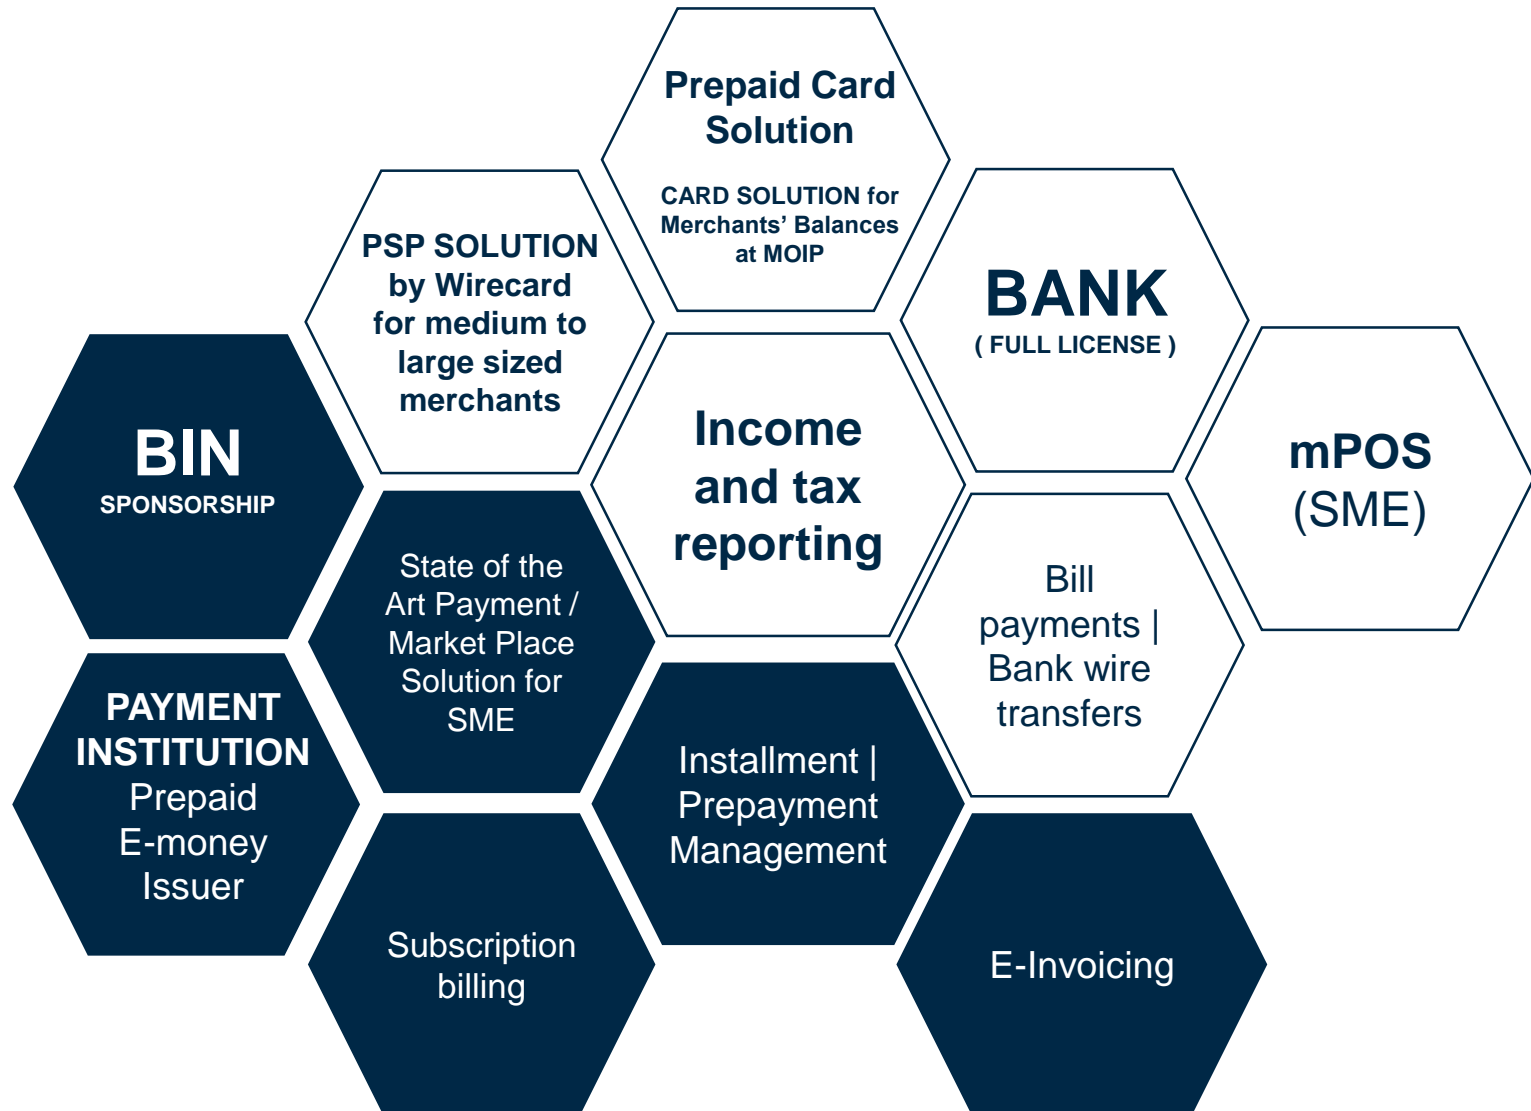 Prepaid Card
Solution
CARD SOLUTION for
Merchants’ Balances
at MOIP
PSP SOLUTION
by Wirecard
for medium to
large sized
merchants
BANK
( FULL LICENSE )
BIN
SPONSORSHIP
Income
and tax
reporting
mPOS
(SME)
State of the
Art Payment /
Market Place
Solution for
SME
Bill
payments |
Bank wire
transfers
PAYMENT
INSTITUTION
Prepaid
E-money
Issuer
Installment |
Prepayment
Management
Subscription
billing
E-Invoicing